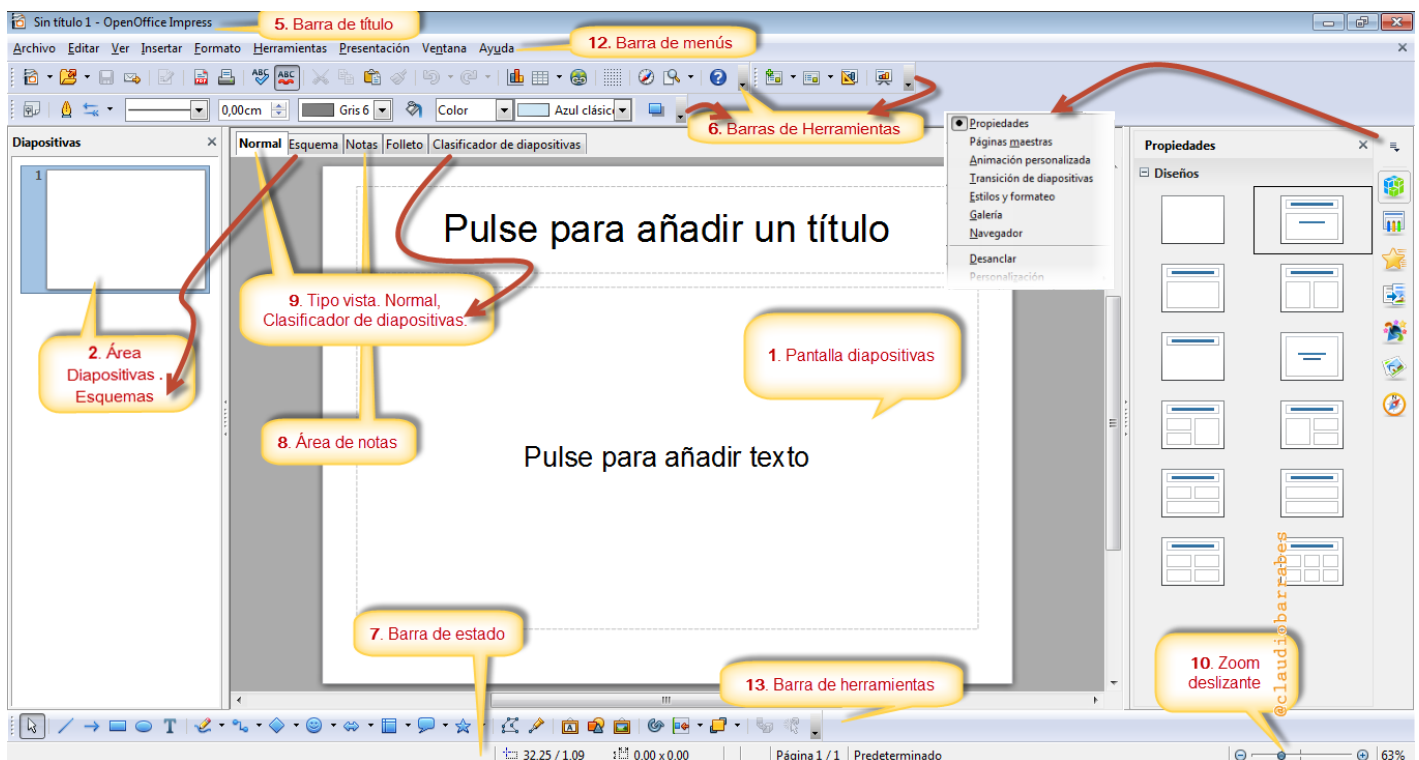 Sin título 1 - OpenOffice Impress
5. Barra de título
Archivo Editar Ver Insertar Formato Herramientas Presentación Ventana Ayuda
12. Barra de menús
ABC
ABC
0,00cm
Gris 6
Color
Azul clásico
6. Barras de Herramientas
Diapositivas
1
Normal Esquema Notas Folleto Clasificador de diapositivas
Propiedades
Páginas maestras
Animación personalizada
Transición de diapositivas
Estilos y formateo
Galería
Navegador
Desanclar
Personalización
Propiedades
Diseños
Pulse para añadir un título
9. Tipo vista. Normal,
Clasificador de diapositivas.
2. Área
Diapositivas .
Esquemas
1. Pantalla diapositivas
8. Área de notas
Pulse para añadir texto
7. Barra de estado
13. Barra de herramientas
10. Zoom
deslizante
@claudiobarrabes
T
32.25 / 1.09
0.00 x 0.00
Página 1 / 1
Predeterminado
63%